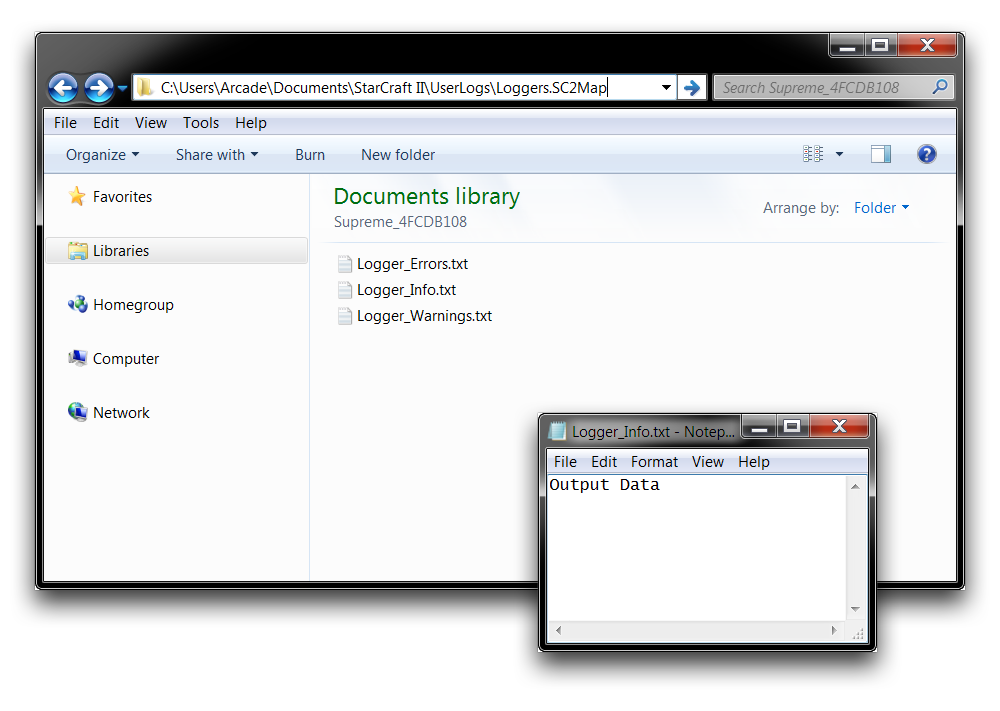 C:\Users\Arcade\Documents\StarCraft II\UserLogs\Loggers.SC2Map
Search Supreme_4FCDB108
File Edit View Tools Help
Organize Share with Burn New folder
Favorites
Libraries
Homegroup
Computer
Network
Documents library
Supreme_4FCDB108
Arrange by: Folder
Logger_Errors.txt
Logger_Info.txt
Logger_Warnings.txt
Logger_Info.txt - Notep...
File Edit Format View Help
Output Data